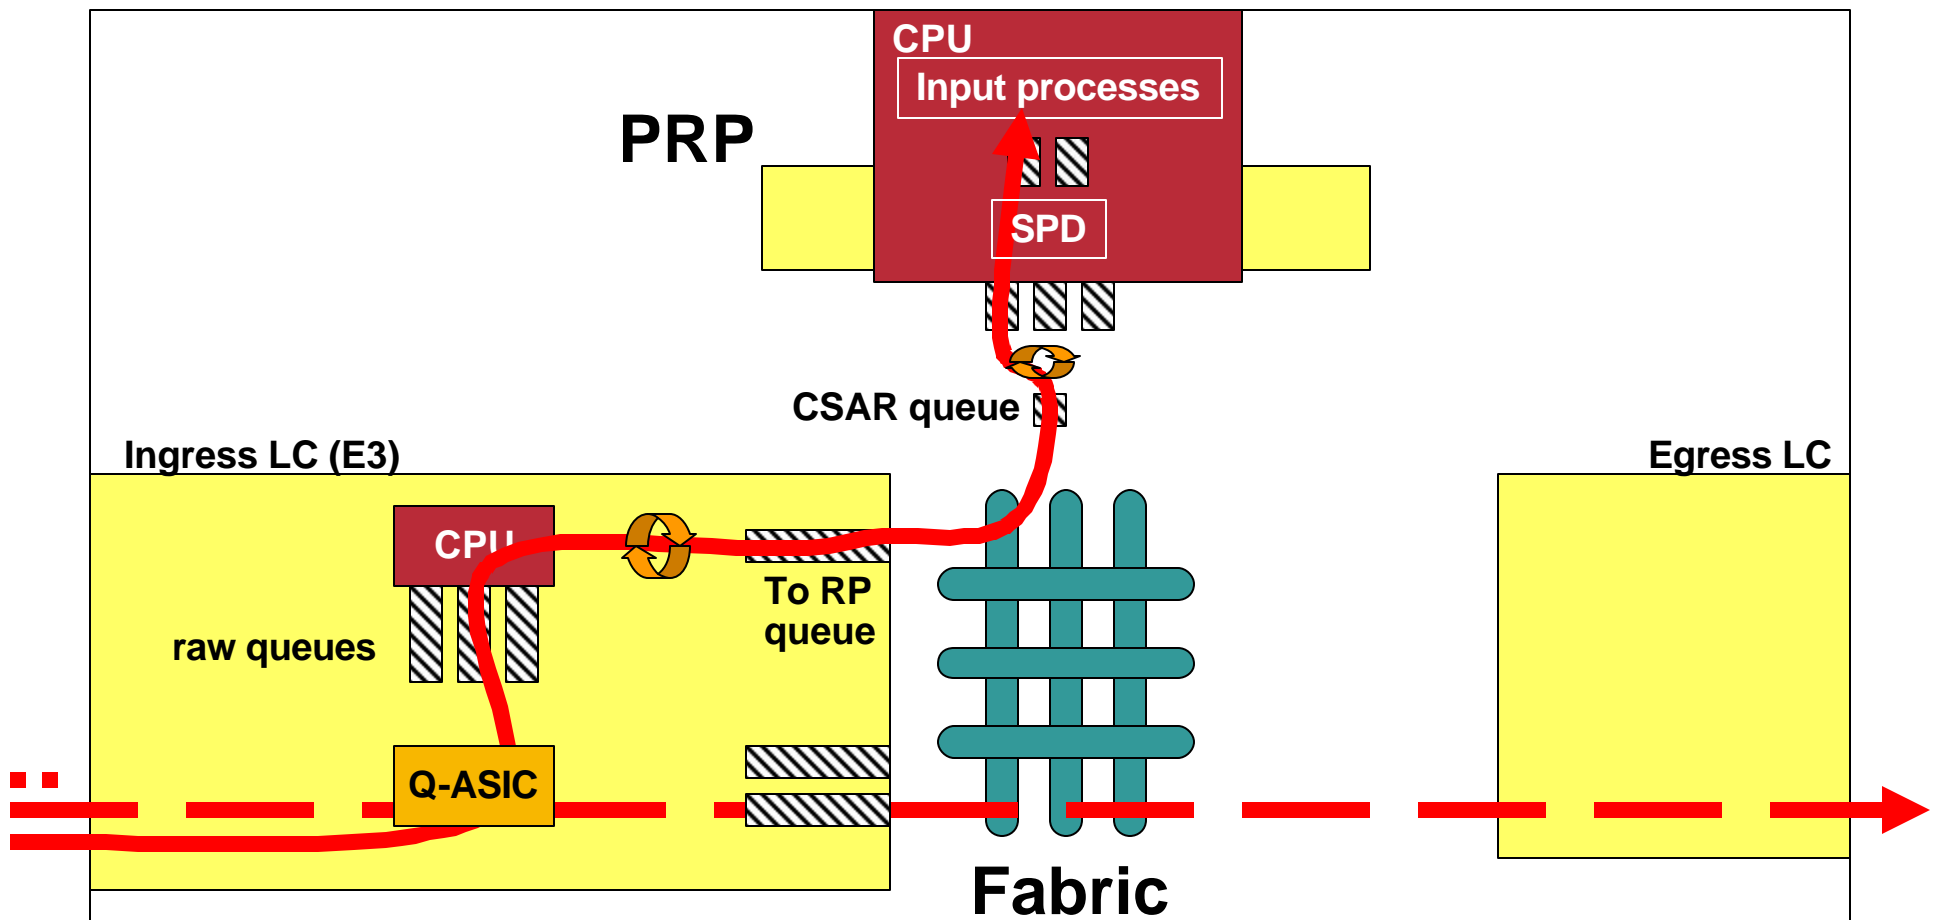 CPU
Input processes
PRP
SPD
CSAR queue
Ingress LC (E3)
Egress LC
CPU
To RP
queue
raw queues
Q-ASIC
Fabric